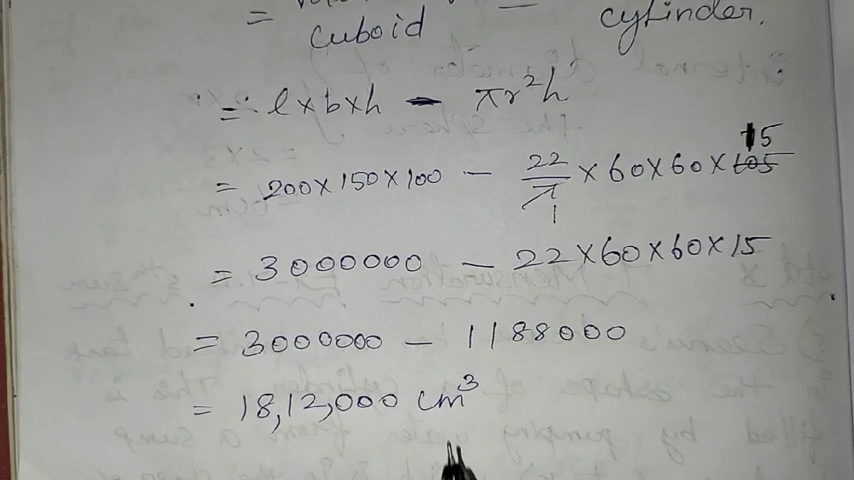 = cuboid - cylinder.
= l×b×h - πr²h
= 200×150×100 - 22/7 × 60×60×105 15
= 3000000 - 22×60×60×15
= 3000000 - 1188000
= 18,12,000 cm³